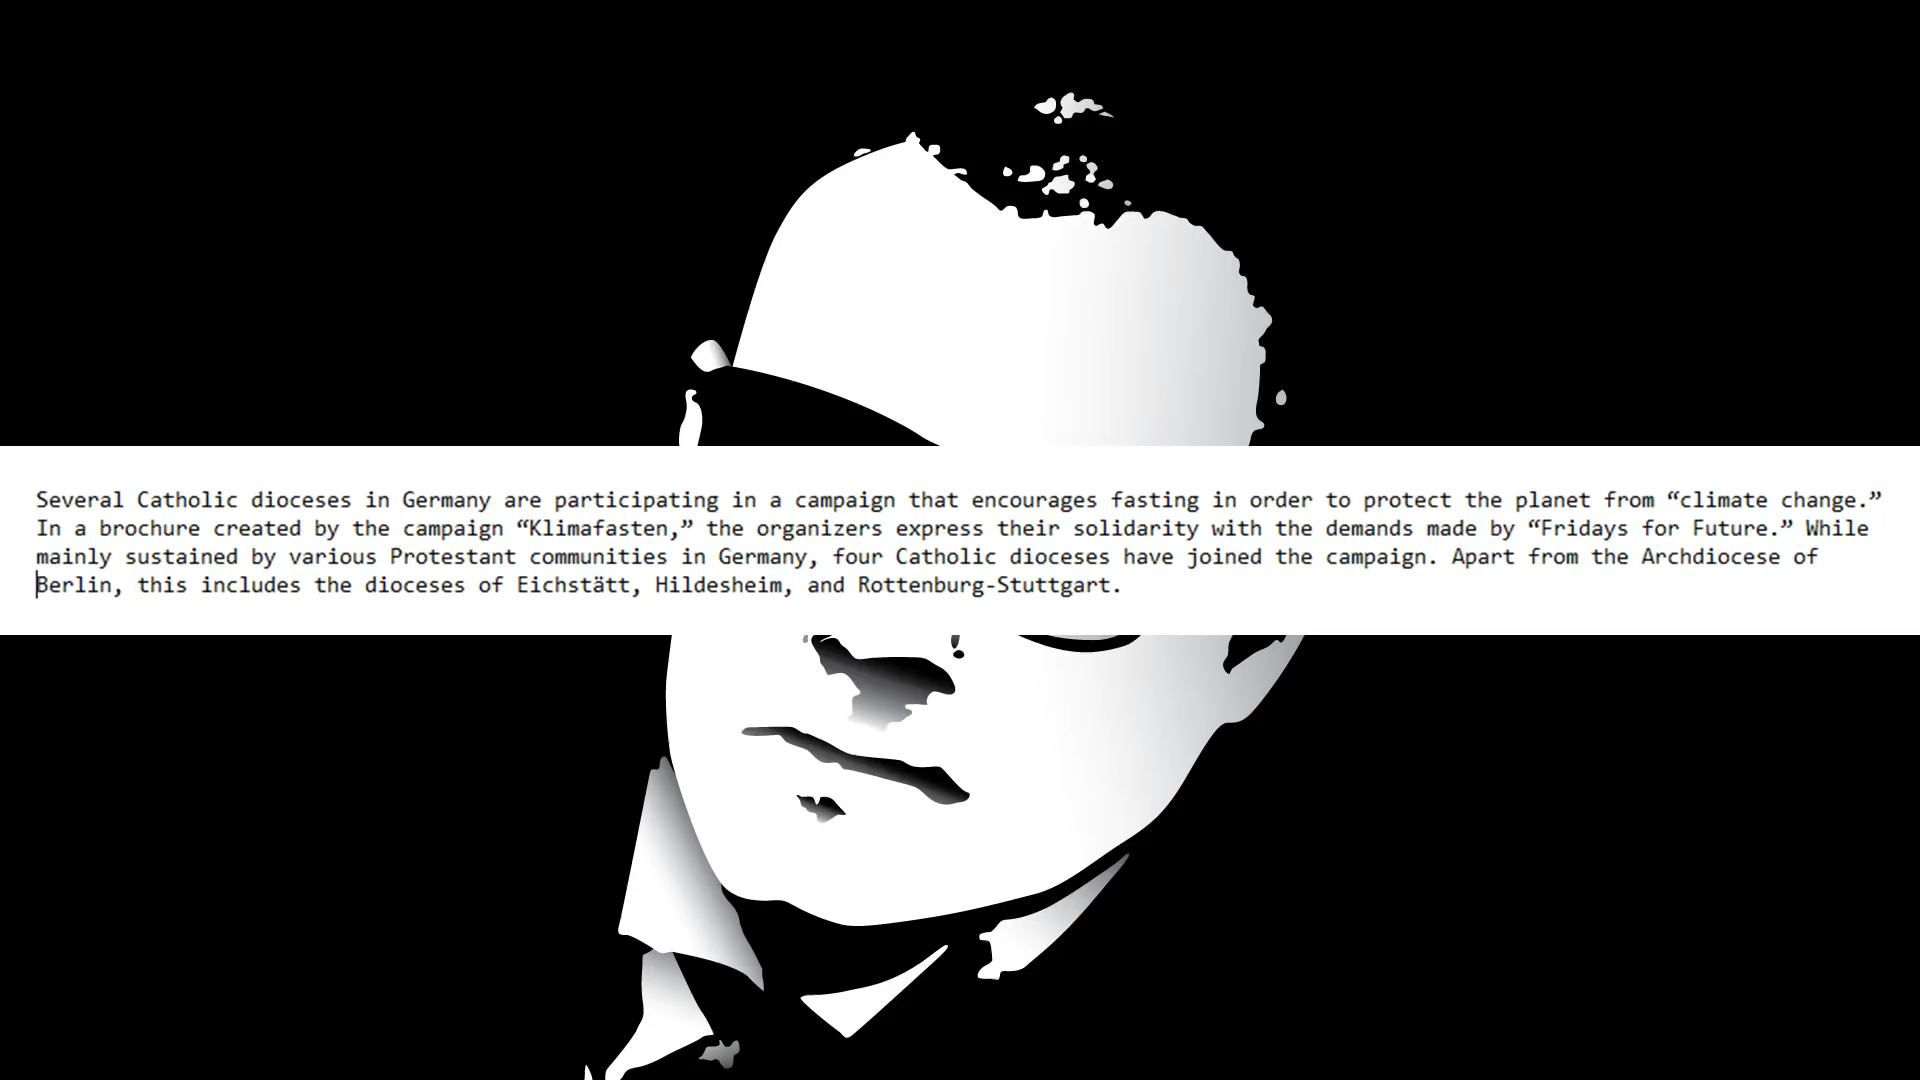 Several Catholic dioceses in Germany are participating in a campaign that encourages fasting in order to protect the planet from “climate change.”
In a brochure created by the campaign “Klimafasten,” the organizers express their solidarity with the demands made by “Fridays for Future.” While
mainly sustained by various Protestant communities in Germany, four Catholic dioceses have joined the campaign. Apart from the Archdiocese of
Berlin, this includes the dioceses of Eichstätt, Hildesheim, and Rottenburg-Stuttgart.